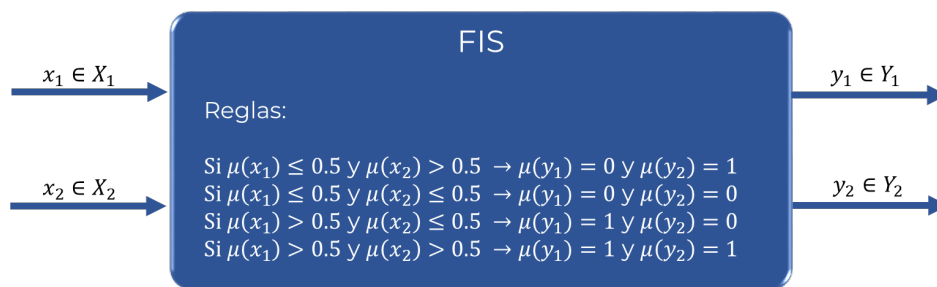 FIS
x₁ ∈ X₁
y₁ ∈ Y₁
Reglas:
Si μ(x₁) ≤ 0.5 y μ(x₂) > 0.5 → μ(y₁) = 0 y μ(y₂) = 1
x₂ ∈ X₂
y₂ ∈ Y₂
Si μ(x₁) ≤ 0.5 y μ(x₂) ≤ 0.5 → μ(y₁) = 0 y μ(y₂) = 0
Si μ(x₁) > 0.5 y μ(x₂) ≤ 0.5 → μ(y₁) = 1 y μ(y₂) = 0
Si μ(x₁) > 0.5 y μ(x₂) > 0.5 → μ(y₁) = 1 y μ(y₂) = 1